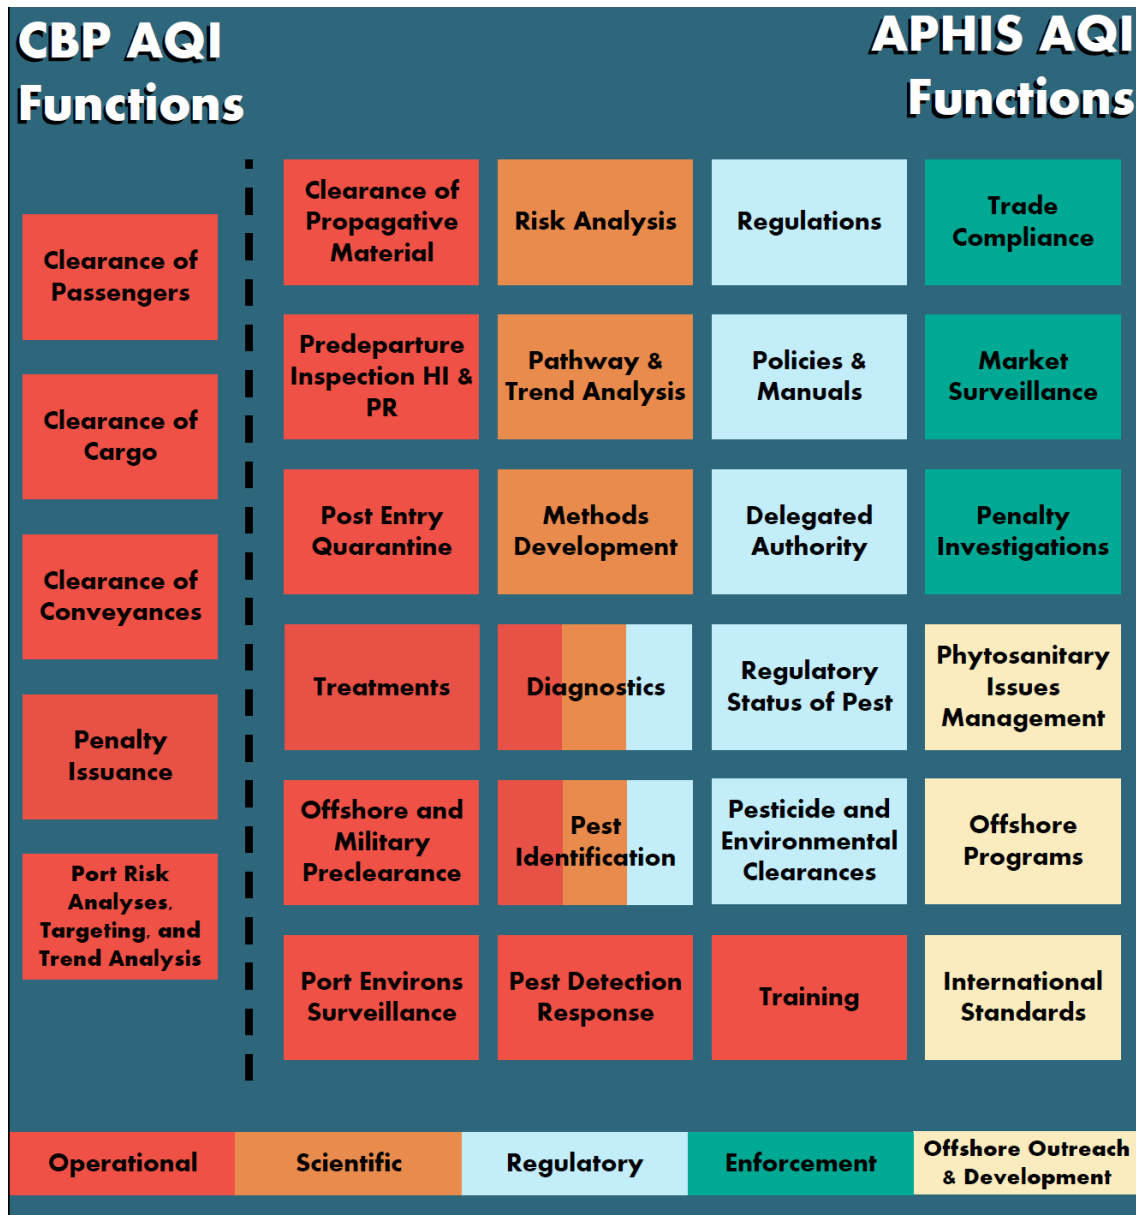 CBP AQI
Functions
APHIS AQI
Functions
Clearance of
Passengers
Clearance of
Cargo
Clearance of
Conveyances
Penalty
Issuance
Port Risk
Analyses,
Targeting, and
Trend Analysis
Clearance of
Propagative
Material
Risk Analysis
Regulations
Trade
Compliance
Predeparture
Inspection HI &
PR
Pathway &
Trend Analysis
Policies &
Manuals
Market
Surveillance
Post Entry
Quarantine
Methods
Development
Delegated
Authority
Penalty
Investigations
Treatments
Diagnostics
Regulatory
Status of Pest
Phytosanitary
Issues
Management
Offshore and
Military
Preclearance
Pest
Identification
Pesticide and
Environmental
Clearances
Offshore
Programs
Port Environs
Surveillance
Pest Detection
Response
Training
International
Standards
Operational
Scientific
Regulatory
Enforcement
Offshore Outreach
& Development